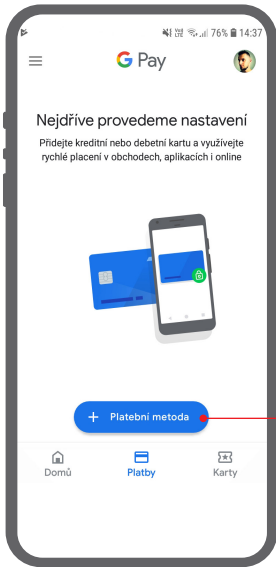 76% 14:37
G Pay
Nejdříve provedeme nastavení
Přidejte kreditní nebo debetní kartu a využívejte
rychlé placení v obchodech, aplikacích i online
+ Platební metoda
Domů Platby Karty